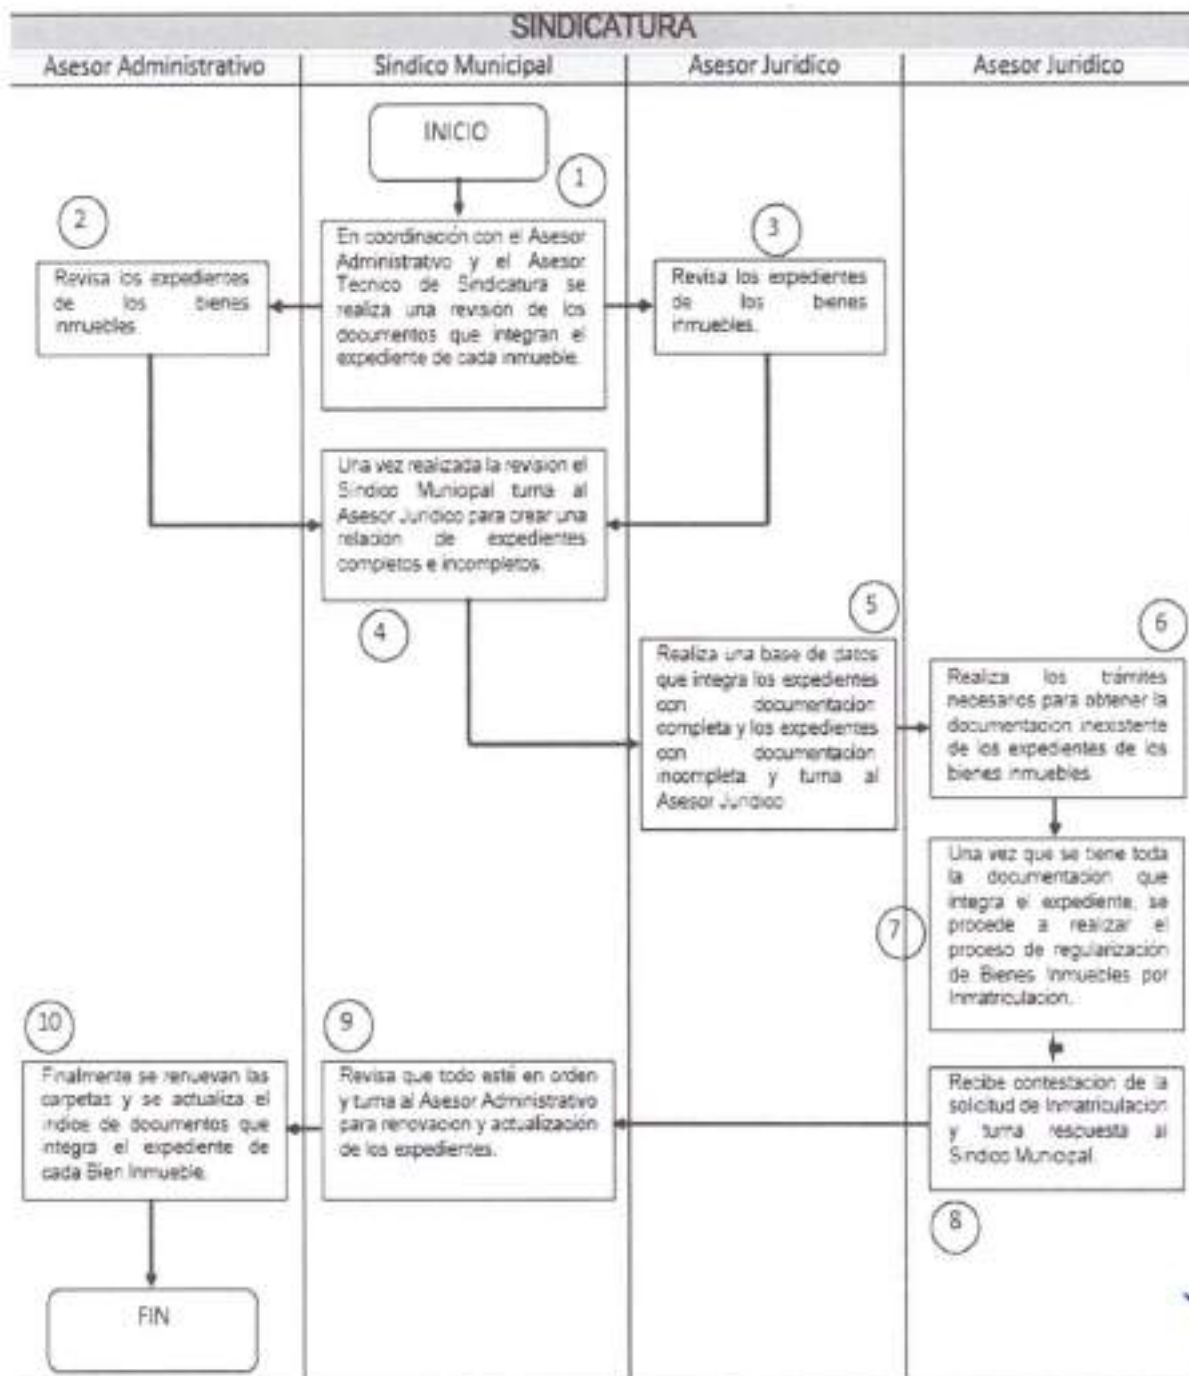 SINDICATURA
Asesor Administrativo
Sindico Municipal
Asesor Juridico
Asesor Juridico
INICIO
1
En coordinación con el Asesor
Administrativo y el Asesor
Tecnico de Sindicatura se
realiza una revision de los
documentos que integran el
expediente de cada inmueble.
2
Revisa los expedientes
de los bienes
inmuebles.
3
Revisa los expedientes
de los bienes
inmuebles.
Una vez realizada la revision el
Síndico Municipal turna al
Asesor Juridico para crear una
relacion de expedientes
completos e incompletos.
4
5
Realiza una base de datos
que integra los expedientes
con documentacion
completa y los expedientes
con documentacion
incompleta y turna al
Asesor Juridico
6
Realiza los trámites
necesarios para obtener la
documentacion inexistente
de los expedientes de los
bienes inmuebles.
7
Una vez que se tiene toda
la documentacion que
integra el expediente, se
procede a realizar el
proceso de regularización
de Bienes Inmuebles por
Inmatriculacion.
Recibe contestacion de la
solicitud de Inmatriculacion
y turna respuesta al
Sindico Municipal.
8
9
Revisa que todo esté en orden
y turna al Asesor Administrativo
para renovacion y actualización
de los expedientes.
10
Finalmente se renuevan las
carpetas y se actualiza el
indice de documentos que
integra el expediente de
cada Bien Inmueble.
FIN